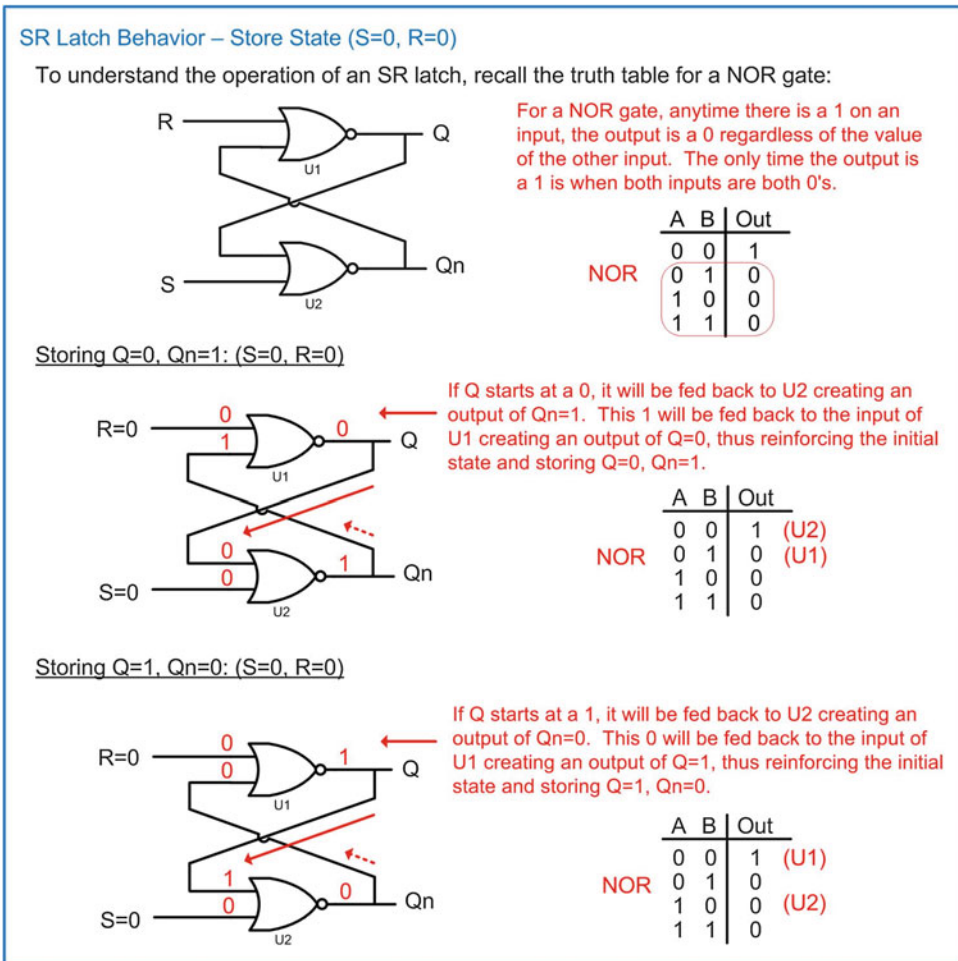 SR Latch Behavior – Store State (S=0, R=0)
To understand the operation of an SR latch, recall the truth table for a NOR gate:
R
Q
U1
Qn
S
U2
For a NOR gate, anytime there is a 1 on an
input, the output is a 0 regardless of the value
of the other input. The only time the output is
a 1 is when both inputs are both 0's.
A B Out
0 0 1
NOR 0 1 0
1 0 0
1 1 0
Storing Q=0, Qn=1: (S=0, R=0)
If Q starts at a 0, it will be fed back to U2 creating an
output of Qn=1. This 1 will be fed back to the input of
U1 creating an output of Q=0, thus reinforcing the initial
state and storing Q=0, Qn=1.
R=0 0 0 Q
1
U1
0 1 Qn
S=0 0
U2
A B Out
0 0 1 (U2)
NOR 0 1 0 (U1)
1 0 0
1 1 0
Storing Q=1, Qn=0: (S=0, R=0)
If Q starts at a 1, it will be fed back to U2 creating an
output of Qn=0. This 0 will be fed back to the input of
U1 creating an output of Q=1, thus reinforcing the initial
state and storing Q=1, Qn=0.
R=0 0 1 Q
0
U1
1 0 Qn
S=0 0
U2
A B Out
0 0 1 (U1)
NOR 0 1 0
1 0 0 (U2)
1 1 0